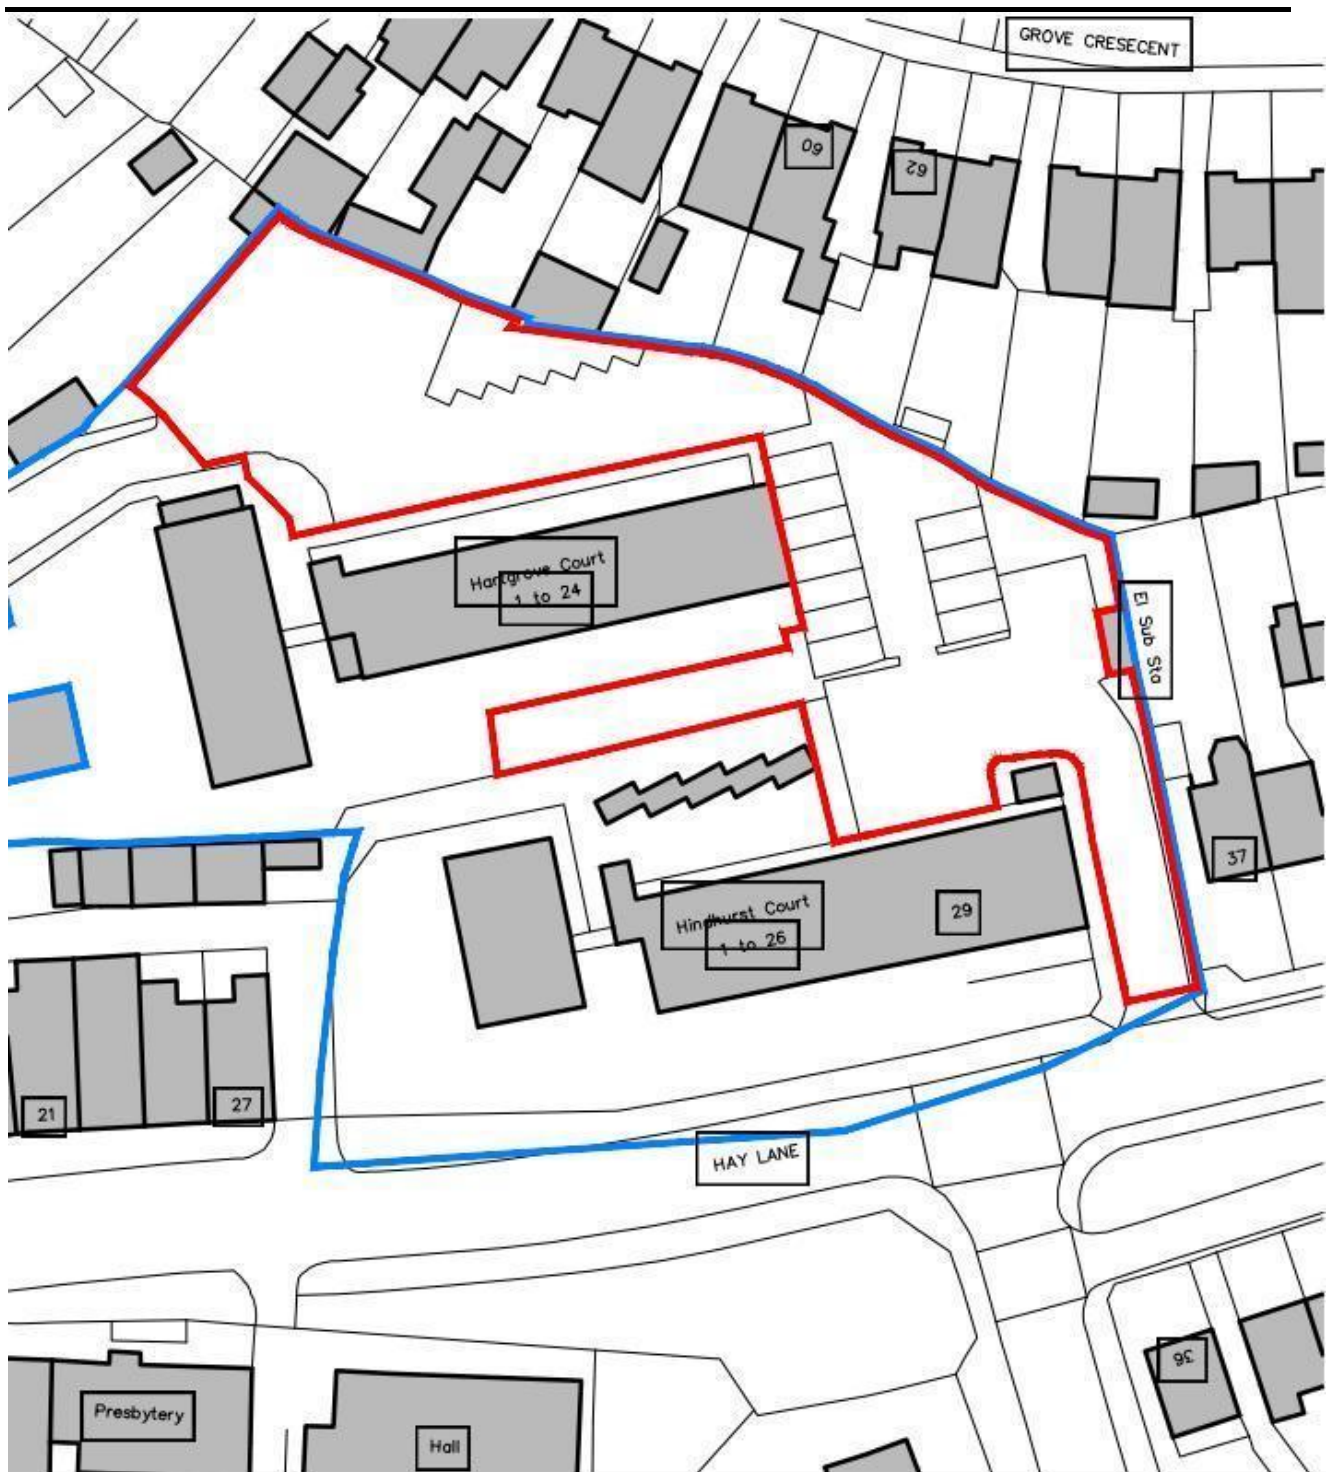 GROVE CRESECENT
60
62
Hartgrove Court
1 to 24
El Sub Sta
37
Hindhurst Court
1 to 26
29
21
27
HAY LANE
36
Presbytery
Hall